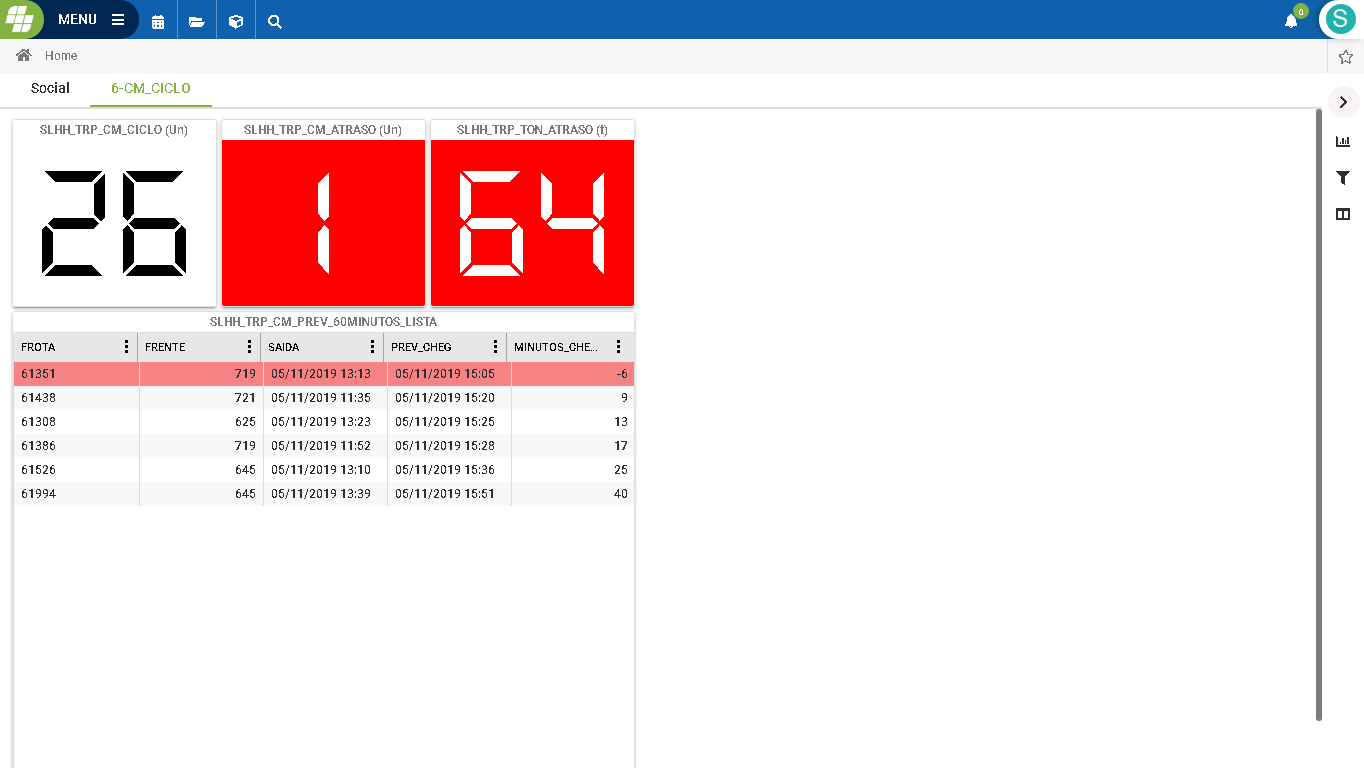 MENU
0
S
Home
Social 6-CM_CICLO
SLHH_TRP_CM_CICLO (Un) SLHH_TRP_CM_ATRASO (Un) SLHH_TRP_TON_ATRASO (t)
26 1 64
SLHH_TRP_CM_PREV_60MINUTOS_LISTA
FROTA FRENTE SAIDA PREV_CHEG MINUTOS_CHE...
61351 719 05/11/2019 13:13 05/11/2019 15:05 -6
61438 721 05/11/2019 11:35 05/11/2019 15:20 9
61308 625 05/11/2019 13:23 05/11/2019 15:25 13
61386 719 05/11/2019 11:52 05/11/2019 15:28 17
61526 645 05/11/2019 13:10 05/11/2019 15:36 25
61994 645 05/11/2019 13:39 05/11/2019 15:51 40